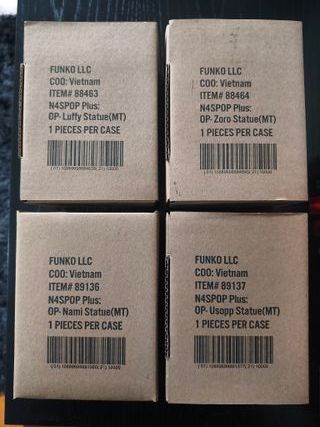 FUNKO LLC
COO: Vietnam
ITEM# 88463
N4SPOP Plus:
OP- Luffy Statue(MT)
1 PIECES PER CASE
FUNKO LLC
COO: Vietnam
ITEM# 88464
N4SPOP Plus:
OP- Zoro Statue(MT)
1 PIECES PER CASE
FUNKO LLC
COO: Vietnam
ITEM# 89136
N4SPOP Plus:
OP- Nami Statue(MT)
1 PIECES PER CASE
FUNKO LLC
COO: Vietnam
ITEM# 89137
N4SPOP Plus:
OP- Usopp Statue(MT)
1 PIECES PER CASE